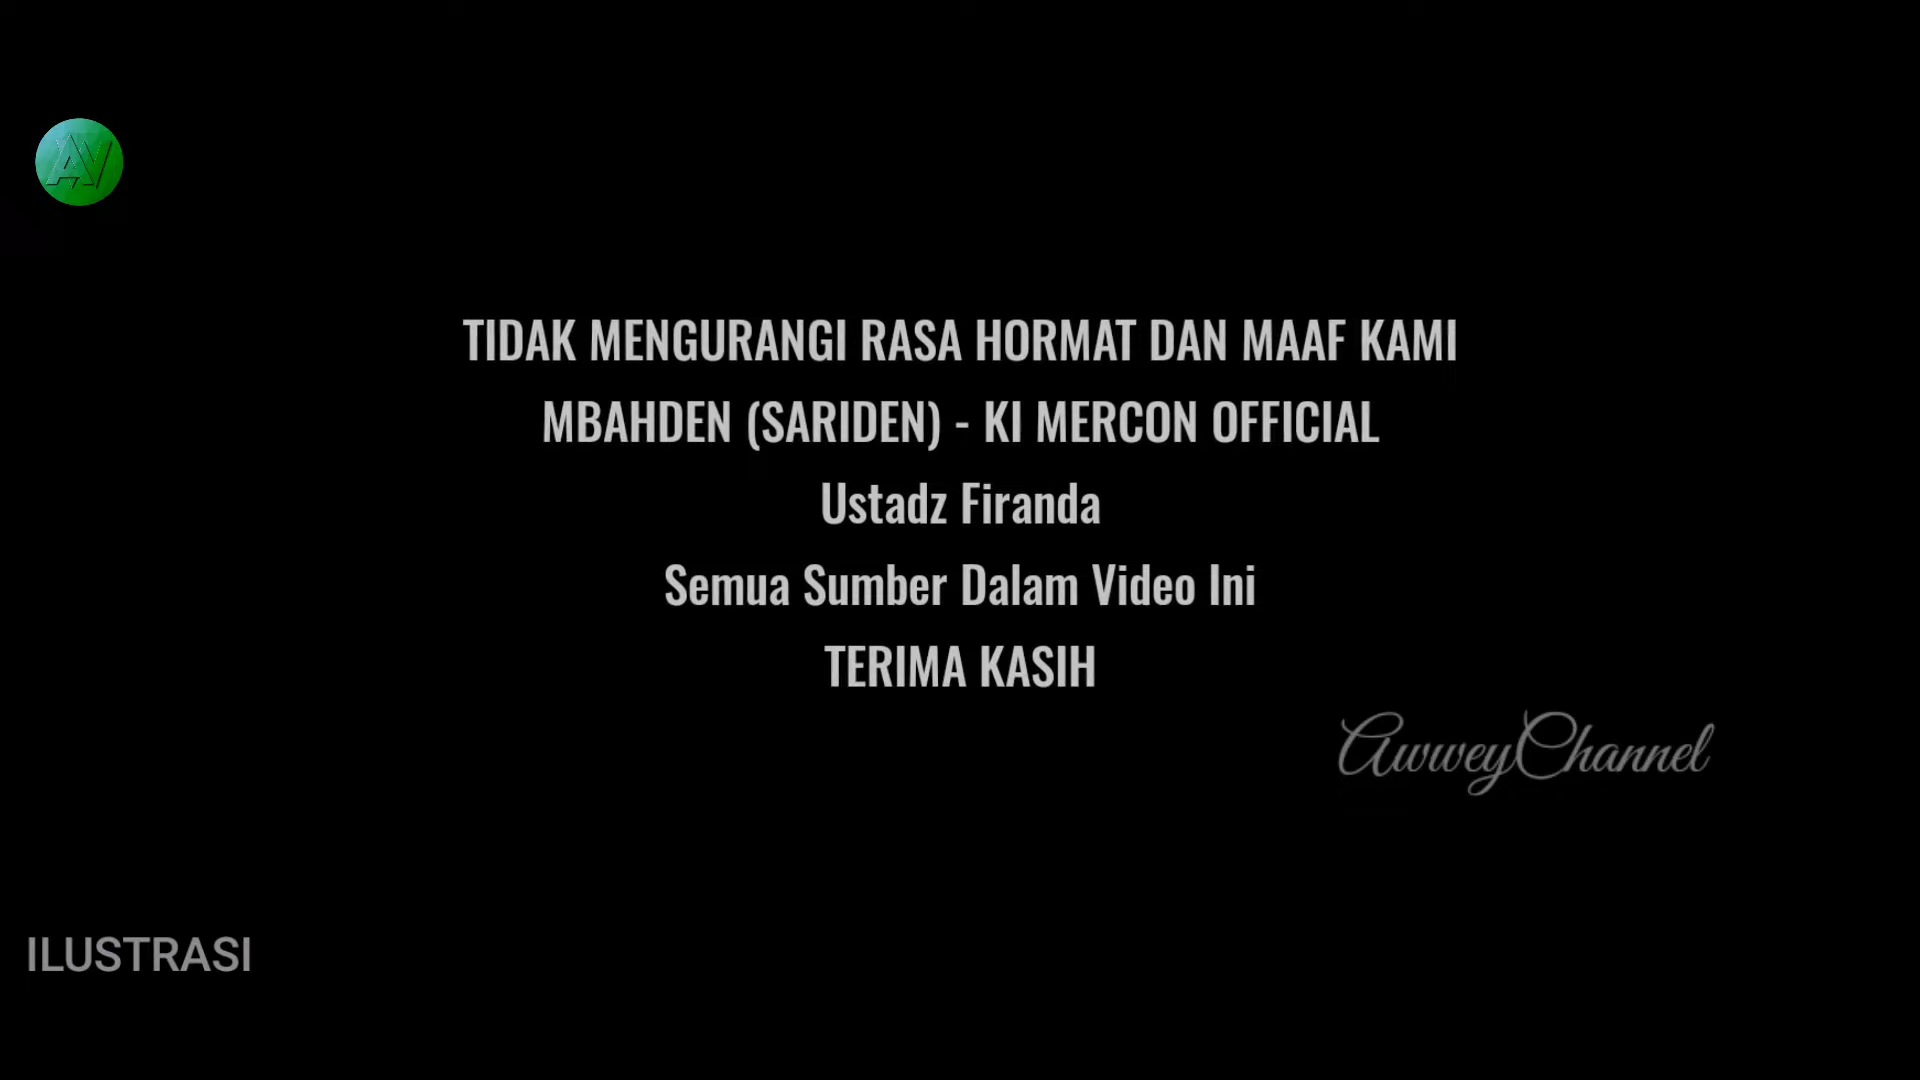 AV
TIDAK MENGURANGI RASA HORMAT DAN MAAF KAMI
MBAHDEN (SARIDEN) - KI MERCON OFFICIAL
Ustadz Firanda
Semua Sumber Dalam Video Ini
TERIMA KASIH
AwweyChannel
ILUSTRASI